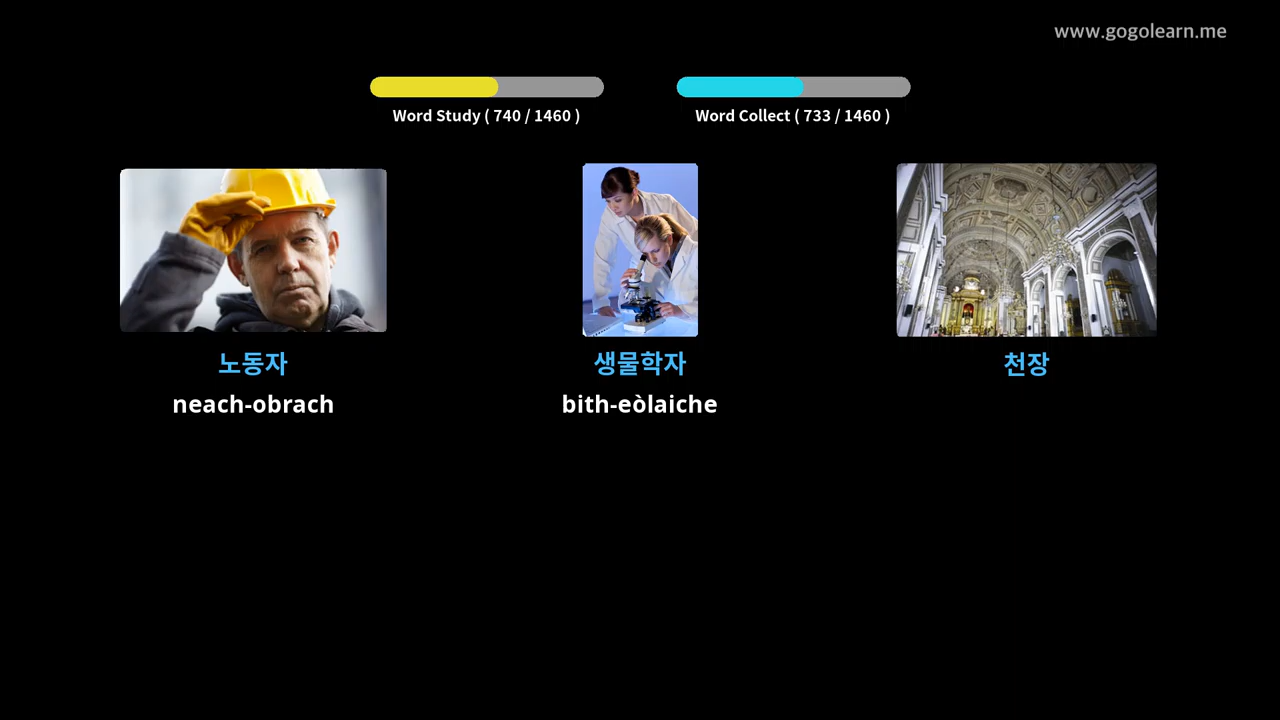 www.gogolearn.me
Word Study ( 740 / 1460 )
Word Collect ( 733 / 1460 )
노동자
생물학자
천장
neach-obrach
bith-eòlaiche